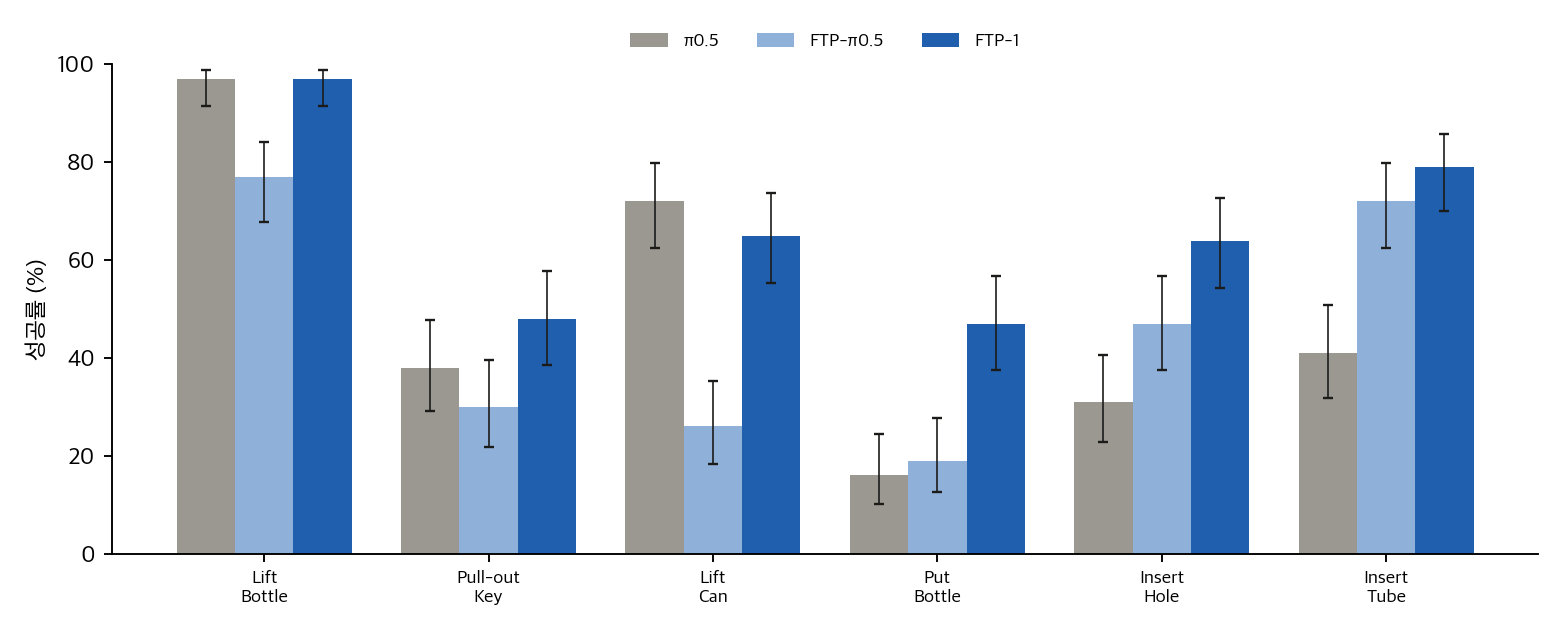 π0.5 FTP-π0.5 FTP-1
성공률 (%)
100
80
60
40
20
0
Lift Bottle
Pull-out Key
Lift Can
Put Bottle
Insert Hole
Insert Tube